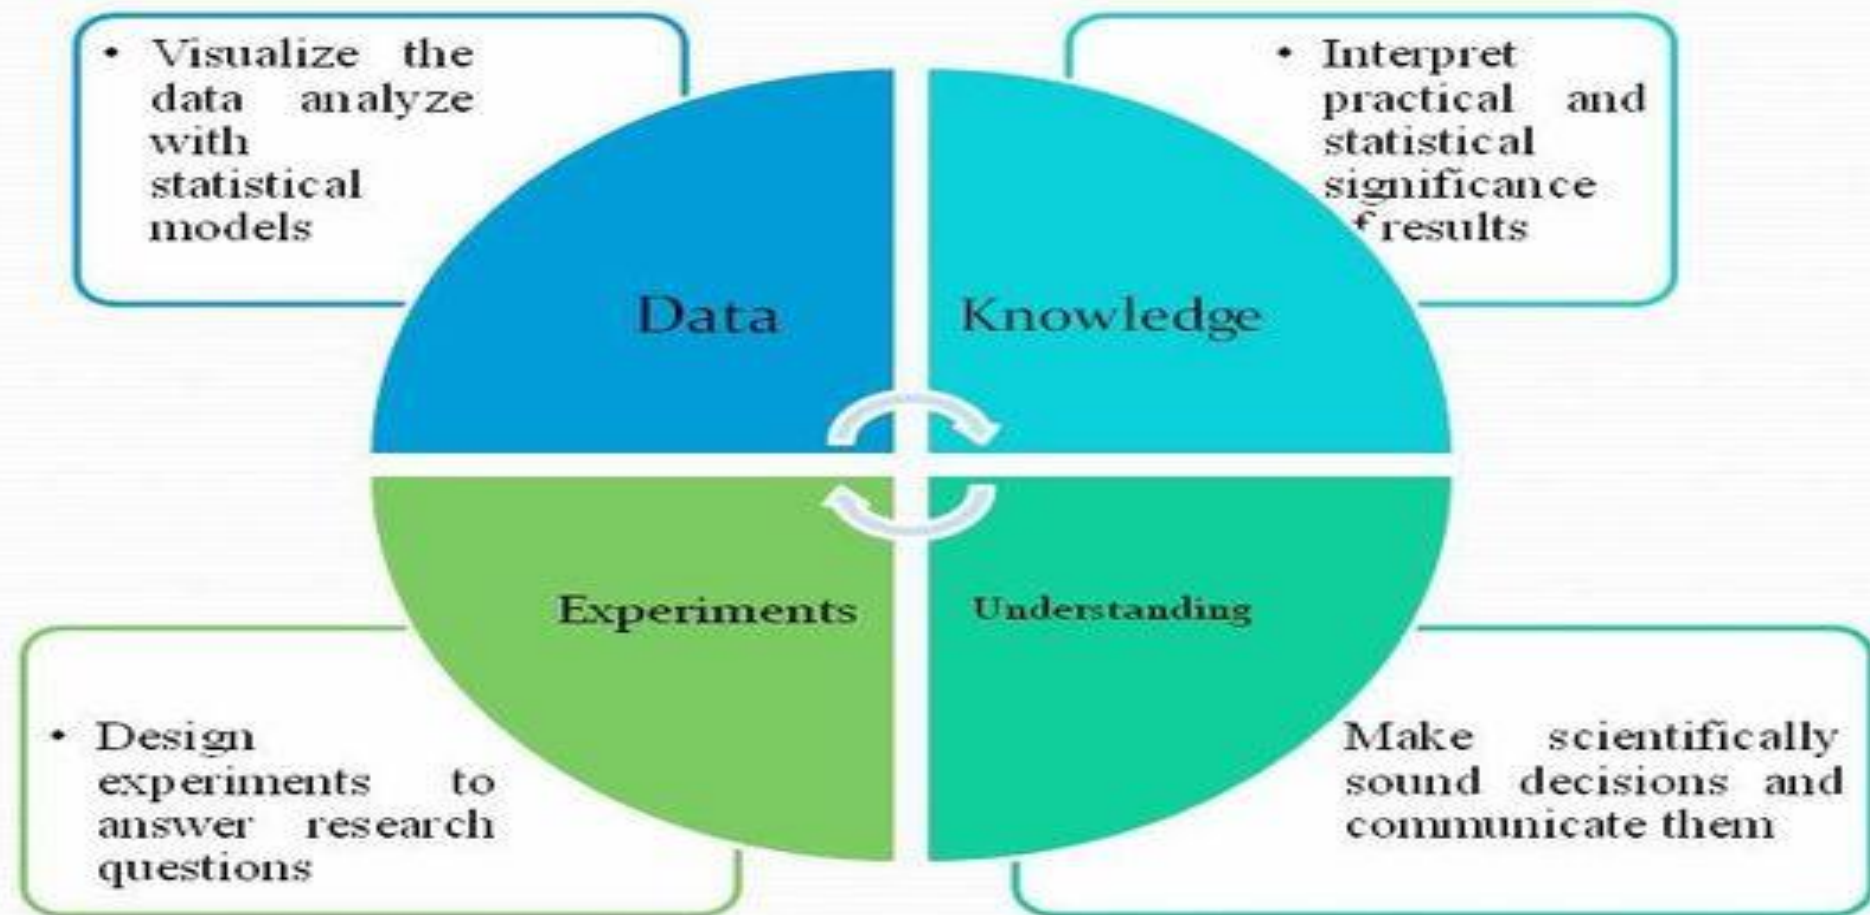 • Visualize the
data analyze
with
statistical
models
• Interpret
practical and
statistical
significance
f results
Data
Knowledge
Experiments
Understanding
• Design
experiments to
answer research
questions
Make scientifically
sound decisions and
communicate them